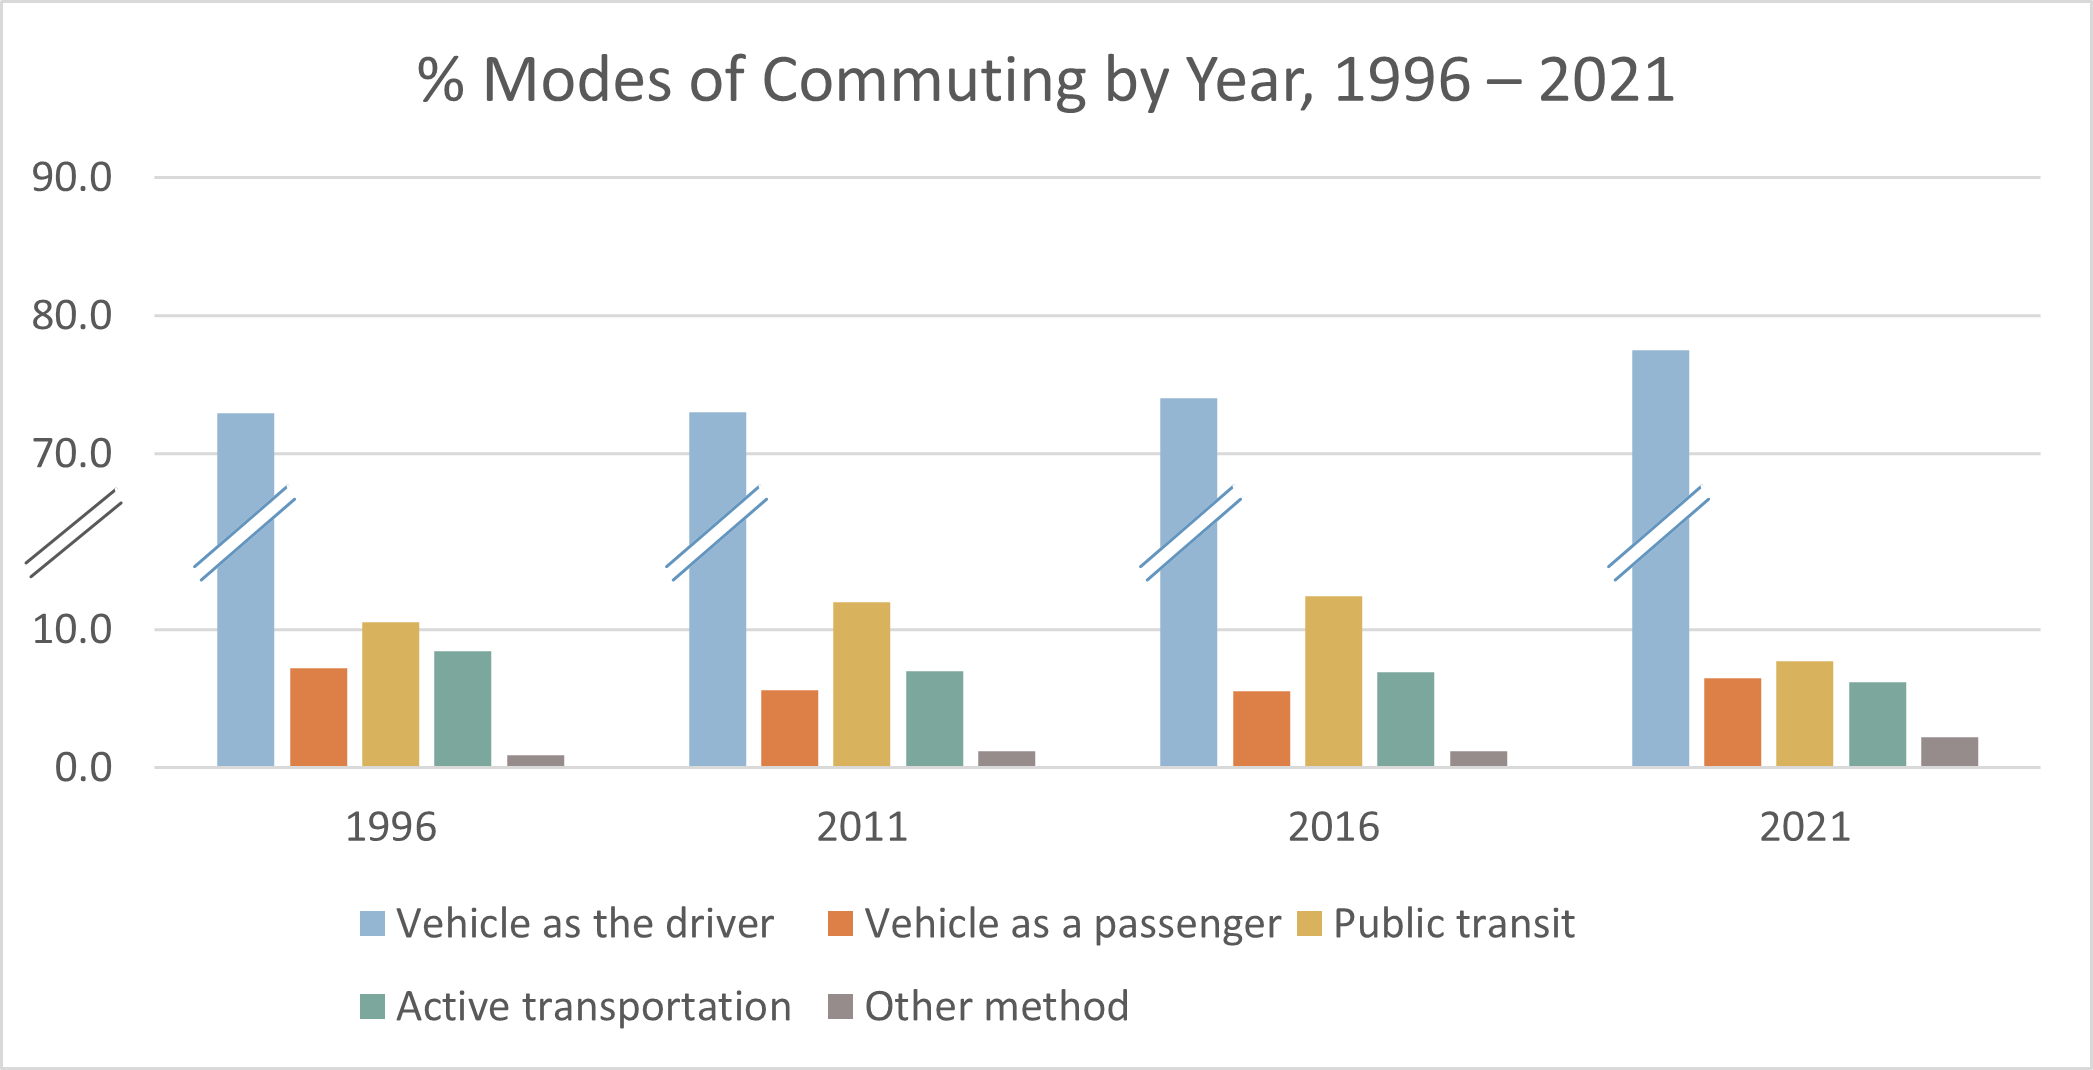 % Modes of Commuting by Year, 1996 – 2021
90.0
80.0
70.0
10.0
0.0
1996 2011 2016 2021
Vehicle as the driver Vehicle as a passenger Public transit
Active transportation Other method